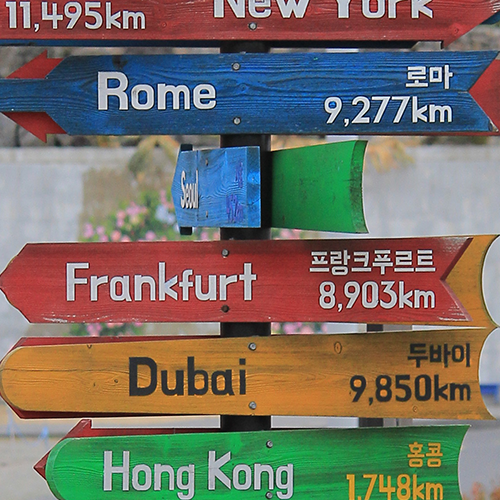 New York
11,495km
Rome
로마
9,277km
Seoul
Frankfurt
프랑크푸르트
8,903km
Dubai
두바이
9,850km
Hong Kong
홍콩
1,748km